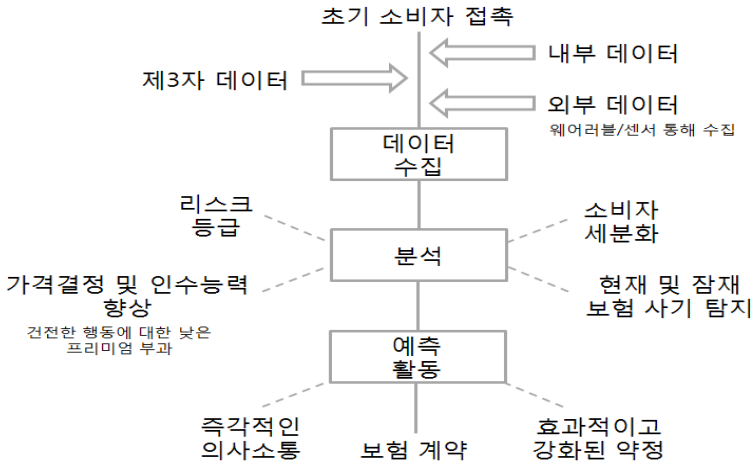 초기 소비자 접촉
내부 데이터
제3자 데이터
외부 데이터
웨어러블/센서 통해 수집
데이터
수집
리스크
등급
소비자
세분화
분석
가격결정 및 인수능력
향상
건전한 행동에 대한 낮은
프리미엄 부과
현재 및 잠재
보험 사기 탐지
예측
활동
즉각적인
의사소통
보험 계약
효과적이고
강화된 약정